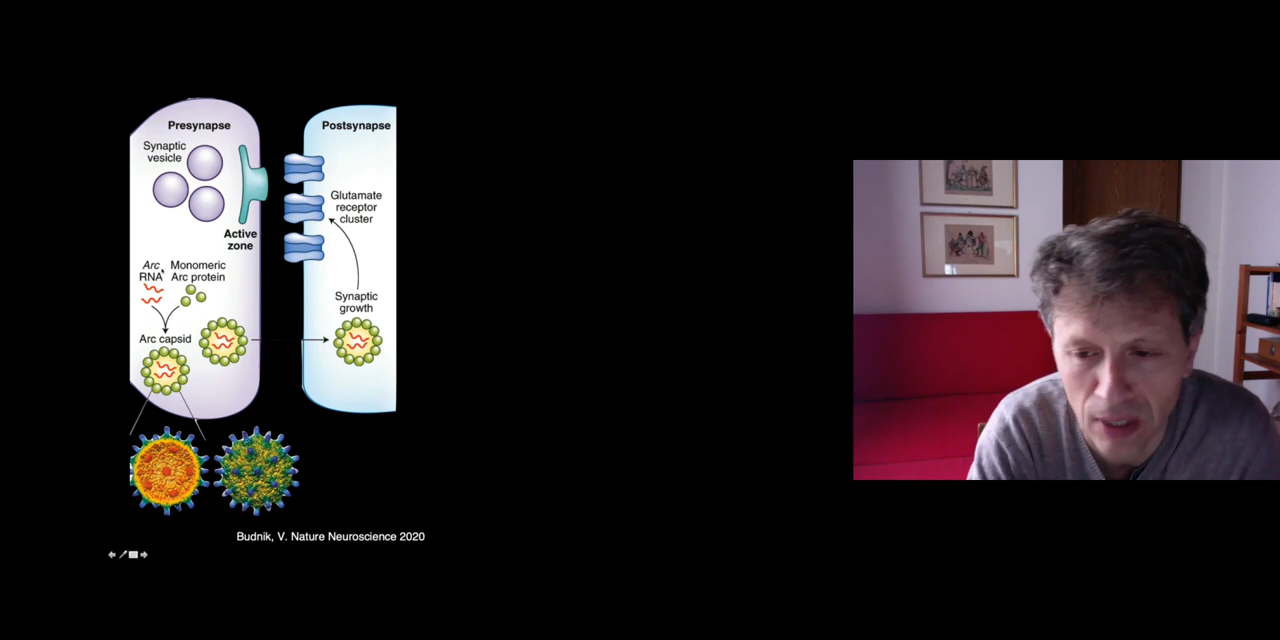 Presynapse
Synaptic
vesicle
Active
zone
Arc
RNA
Monomeric
Arc protein
Arc capsid
Postsynapse
Glutamate
receptor
cluster
Synaptic
growth
Budnik, V. Nature Neuroscience 2020